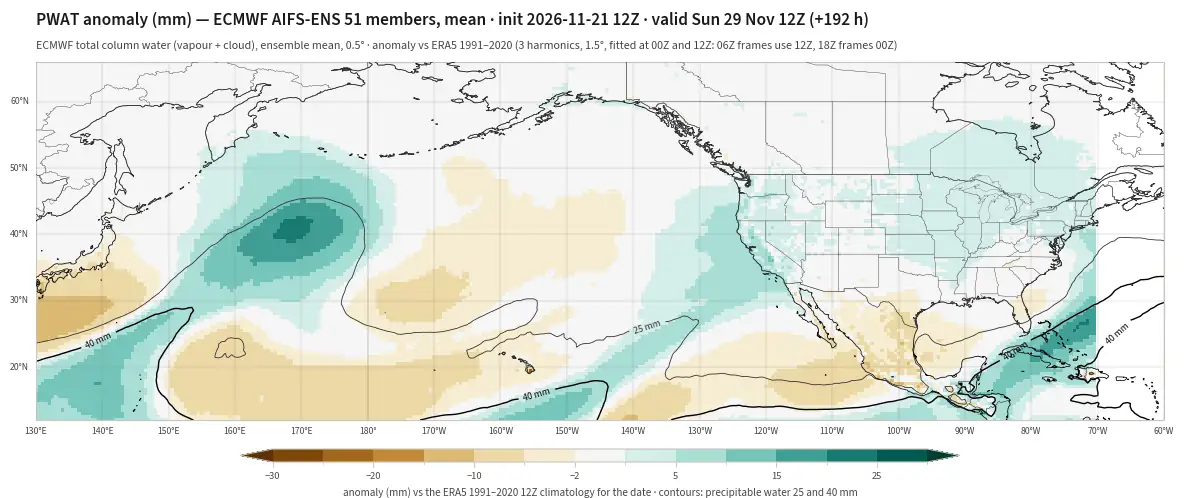 PWAT anomaly (mm) — ECMWF AIFS-ENS 51 members, mean · init 2026-11-21 12Z · valid Sun 29 Nov 12Z (+192 h)
ECMWF total column water (vapour + cloud), ensemble mean, 0.5° · anomaly vs ERA5 1991–2020 (3 harmonics, 1.5°, fitted at 00Z and 12Z: 06Z frames use 12Z, 18Z frames 00Z)
60°N
50°N
40°N
30°N
20°N
40 mm
25 mm
40 mm
40 mm
40 mm
130°E 140°E 150°E 160°E 170°E 180° 170°W 160°W 150°W 140°W 130°W 120°W 110°W 100°W 90°W 80°W 70°W 60°W
−30 −20 −10 −2 5 15 25
anomaly (mm) vs the ERA5 1991–2020 12Z climatology for the date · contours: precipitable water 25 and 40 mm